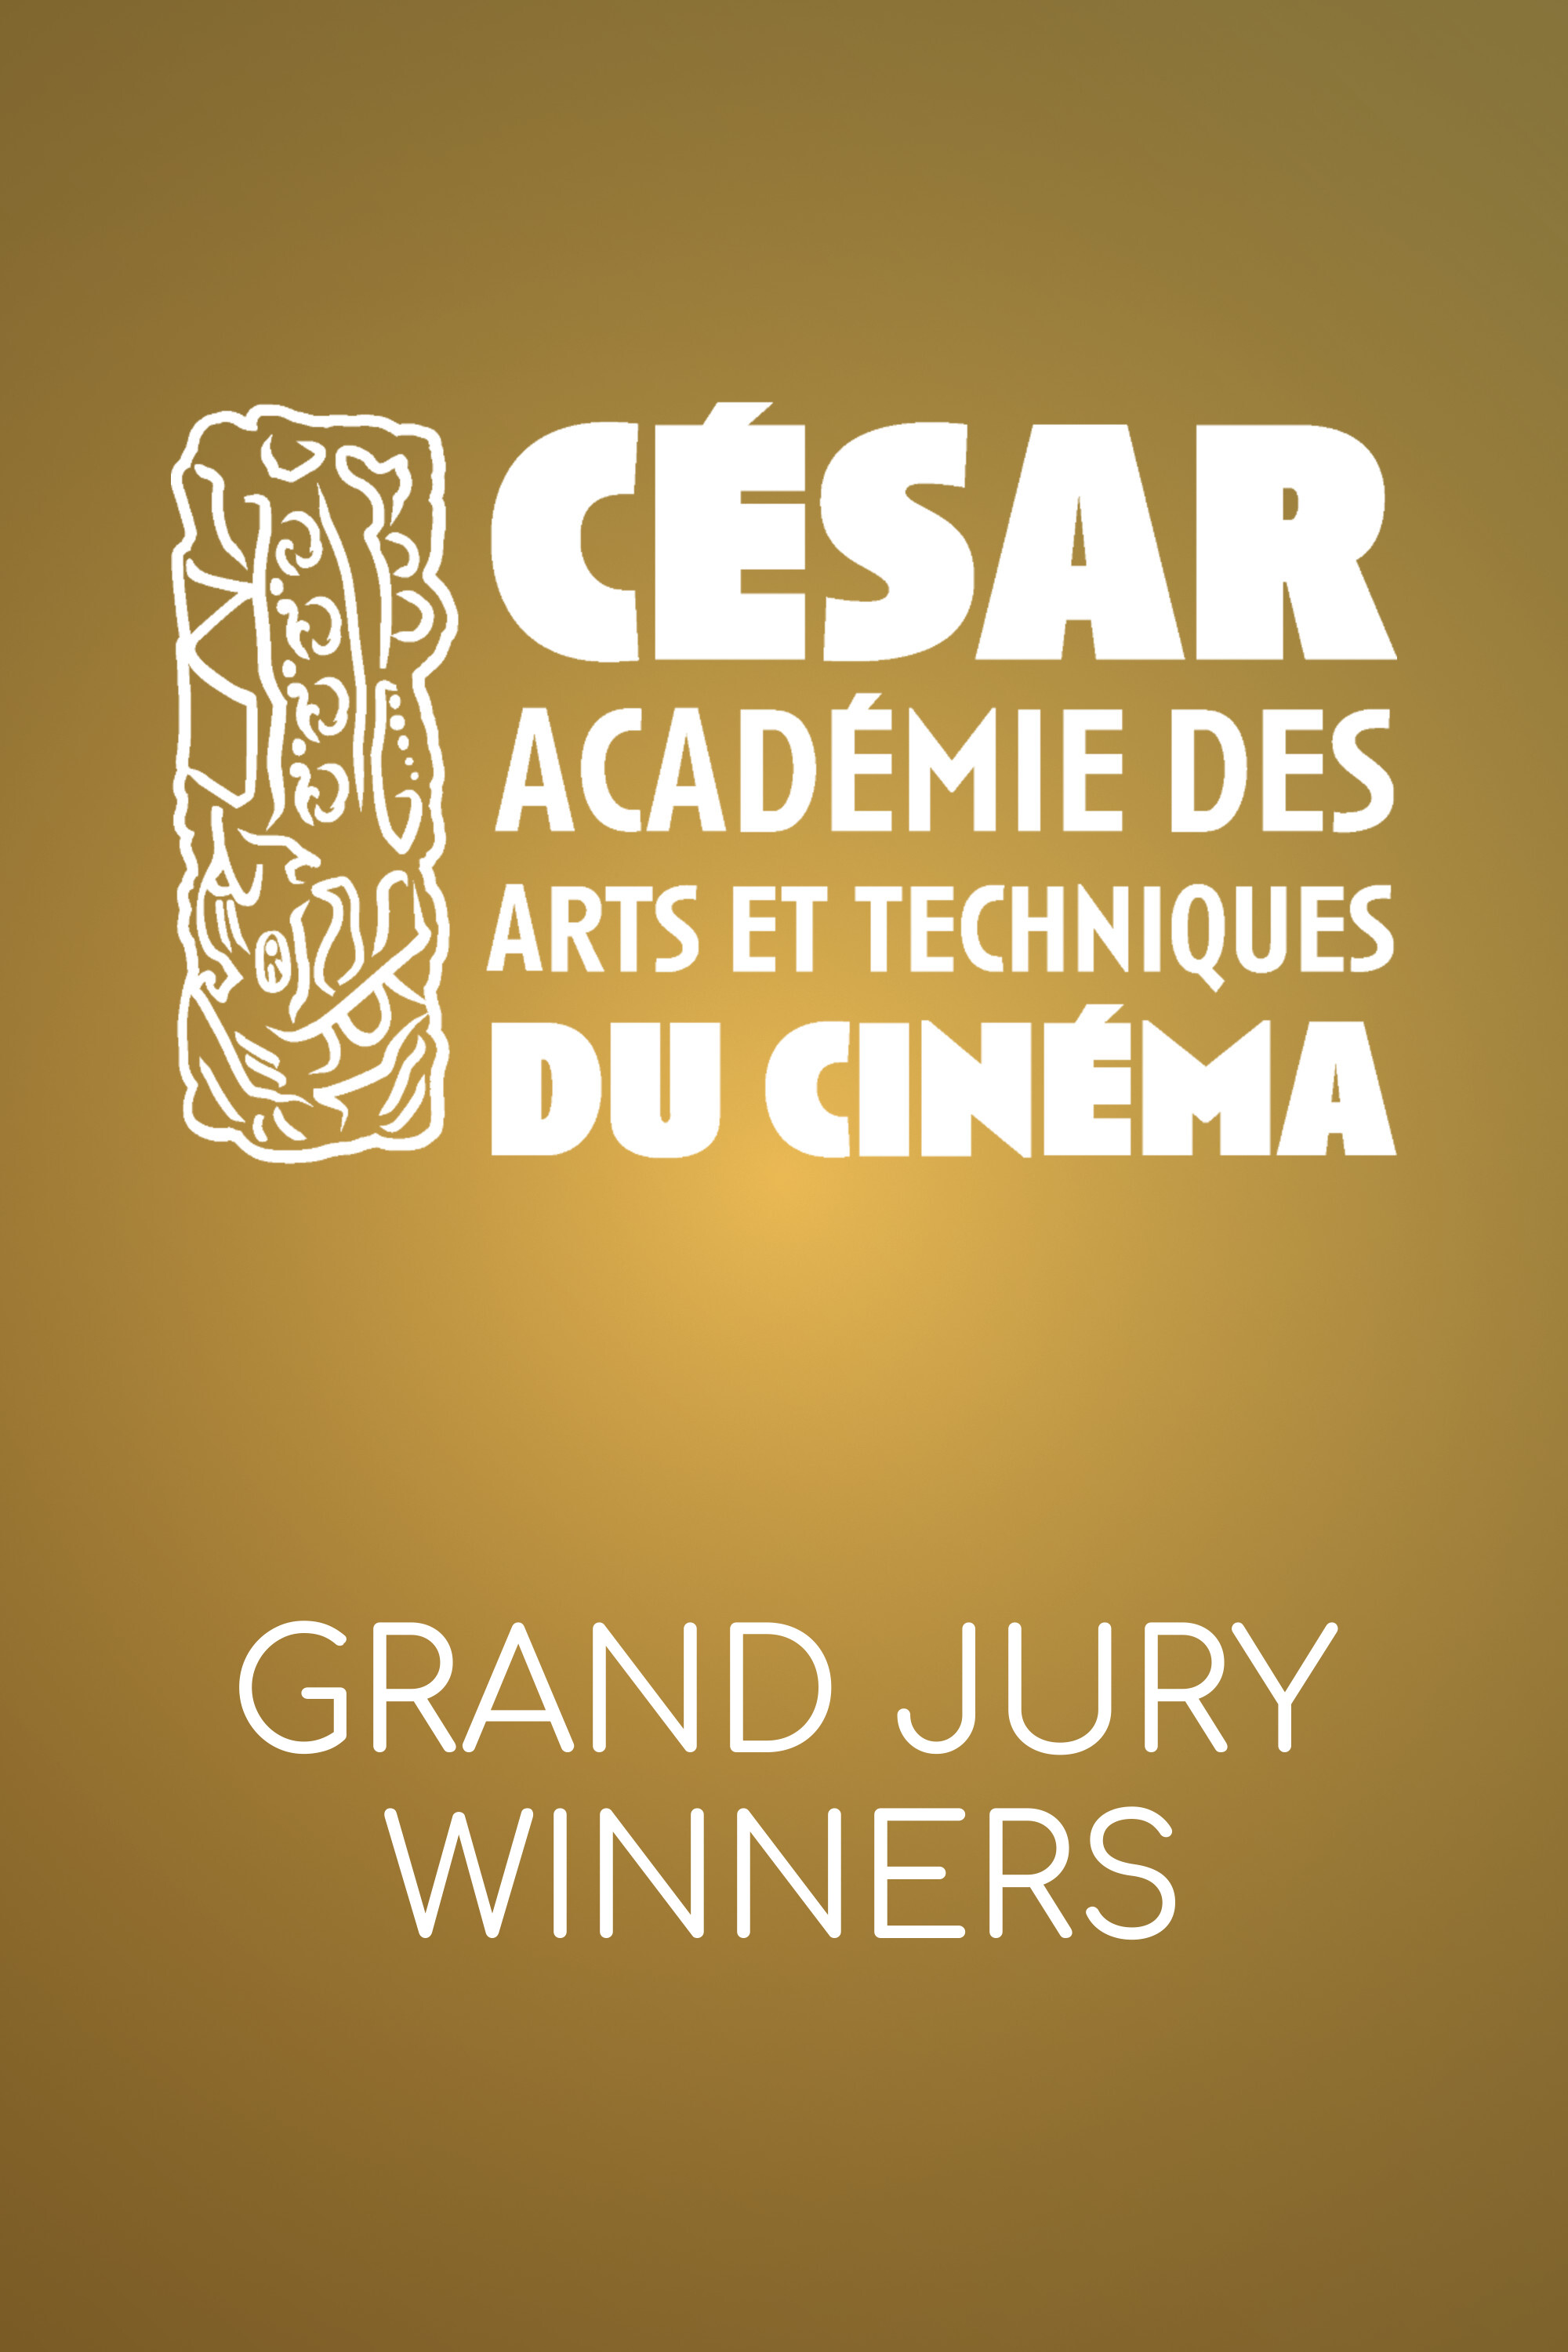 CÉSAR
ACADÉMIE DES
ARTS ET TECHNIQUES
DU CINÉMA
GRAND JURY
WINNERS